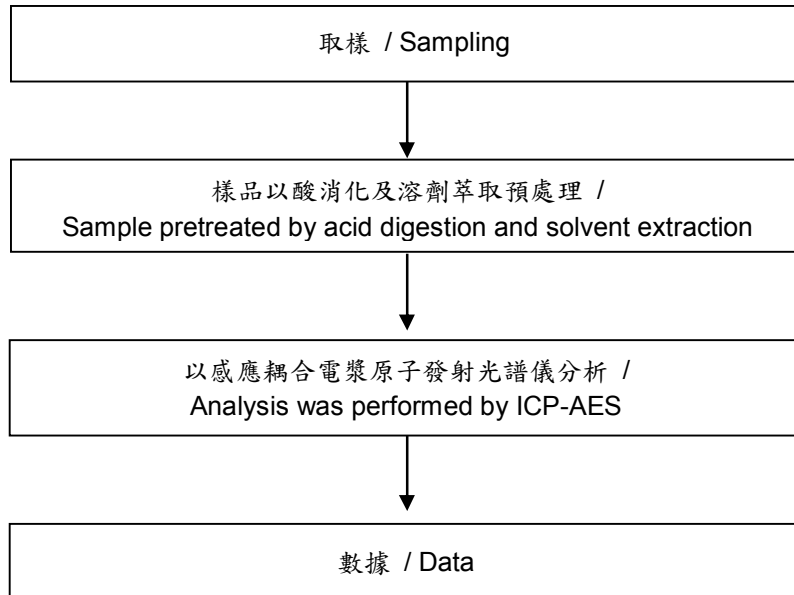 取樣 / Sampling
樣品以酸消化及溶劑萃取預處理 /
Sample pretreated by acid digestion and solvent extraction
以感應耦合電漿原子發射光譜儀分析 /
Analysis was performed by ICP-AES
數據 / Data